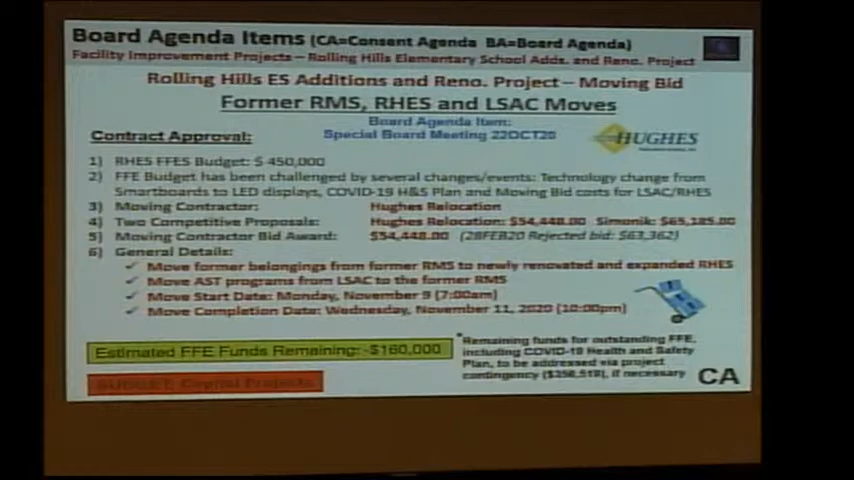 Board Agenda Items (CA=Consent Agenda BA=Board Agenda)
Facility Improvement Projects – Rolling Hills Elementary School Adds. and Reno. Project
Rolling Hills ES Additions and Reno. Project – Moving Bid
Former RMS, RHES and LSAC Moves
Board Agenda Item:
Contract Approval: Special Board Meeting 22OCT20
HUGHES
1) RHES FFES Budget: $ 450,000
2) FFE Budget has been challenged by several changes/events: Technology change from
Smartboards to LED displays, COVID-19 H&S Plan and Moving Bid costs for LSAC/RHES
3) Moving Contractor: Hughes Relocation
4) Two Competitive Proposals: Hughes Relocation: $54,448.00 Simonik: $65,185.00
5) Moving Contractor Bid Award: $54,448.00 (28FEB20 Rejected bid: $63,362)
6) General Details:
✓ Move former belongings from former RMS to newly renovated and expanded RHES
✓ Move AST programs from LSAC to the former RMS
✓ Move Start Date: Monday, November 9 (7:00am)
✓ Move Completion Date: Wednesday, November 11, 2020 (10:00pm)
Estimated FFE Funds Remaining: ~$160,000
*Remaining funds for outstanding FFE,
including COVID-19 Health and Safety
Plan, to be addressed via project
contingency ($258,519), if necessary
BUDGET Capital Projects
CA